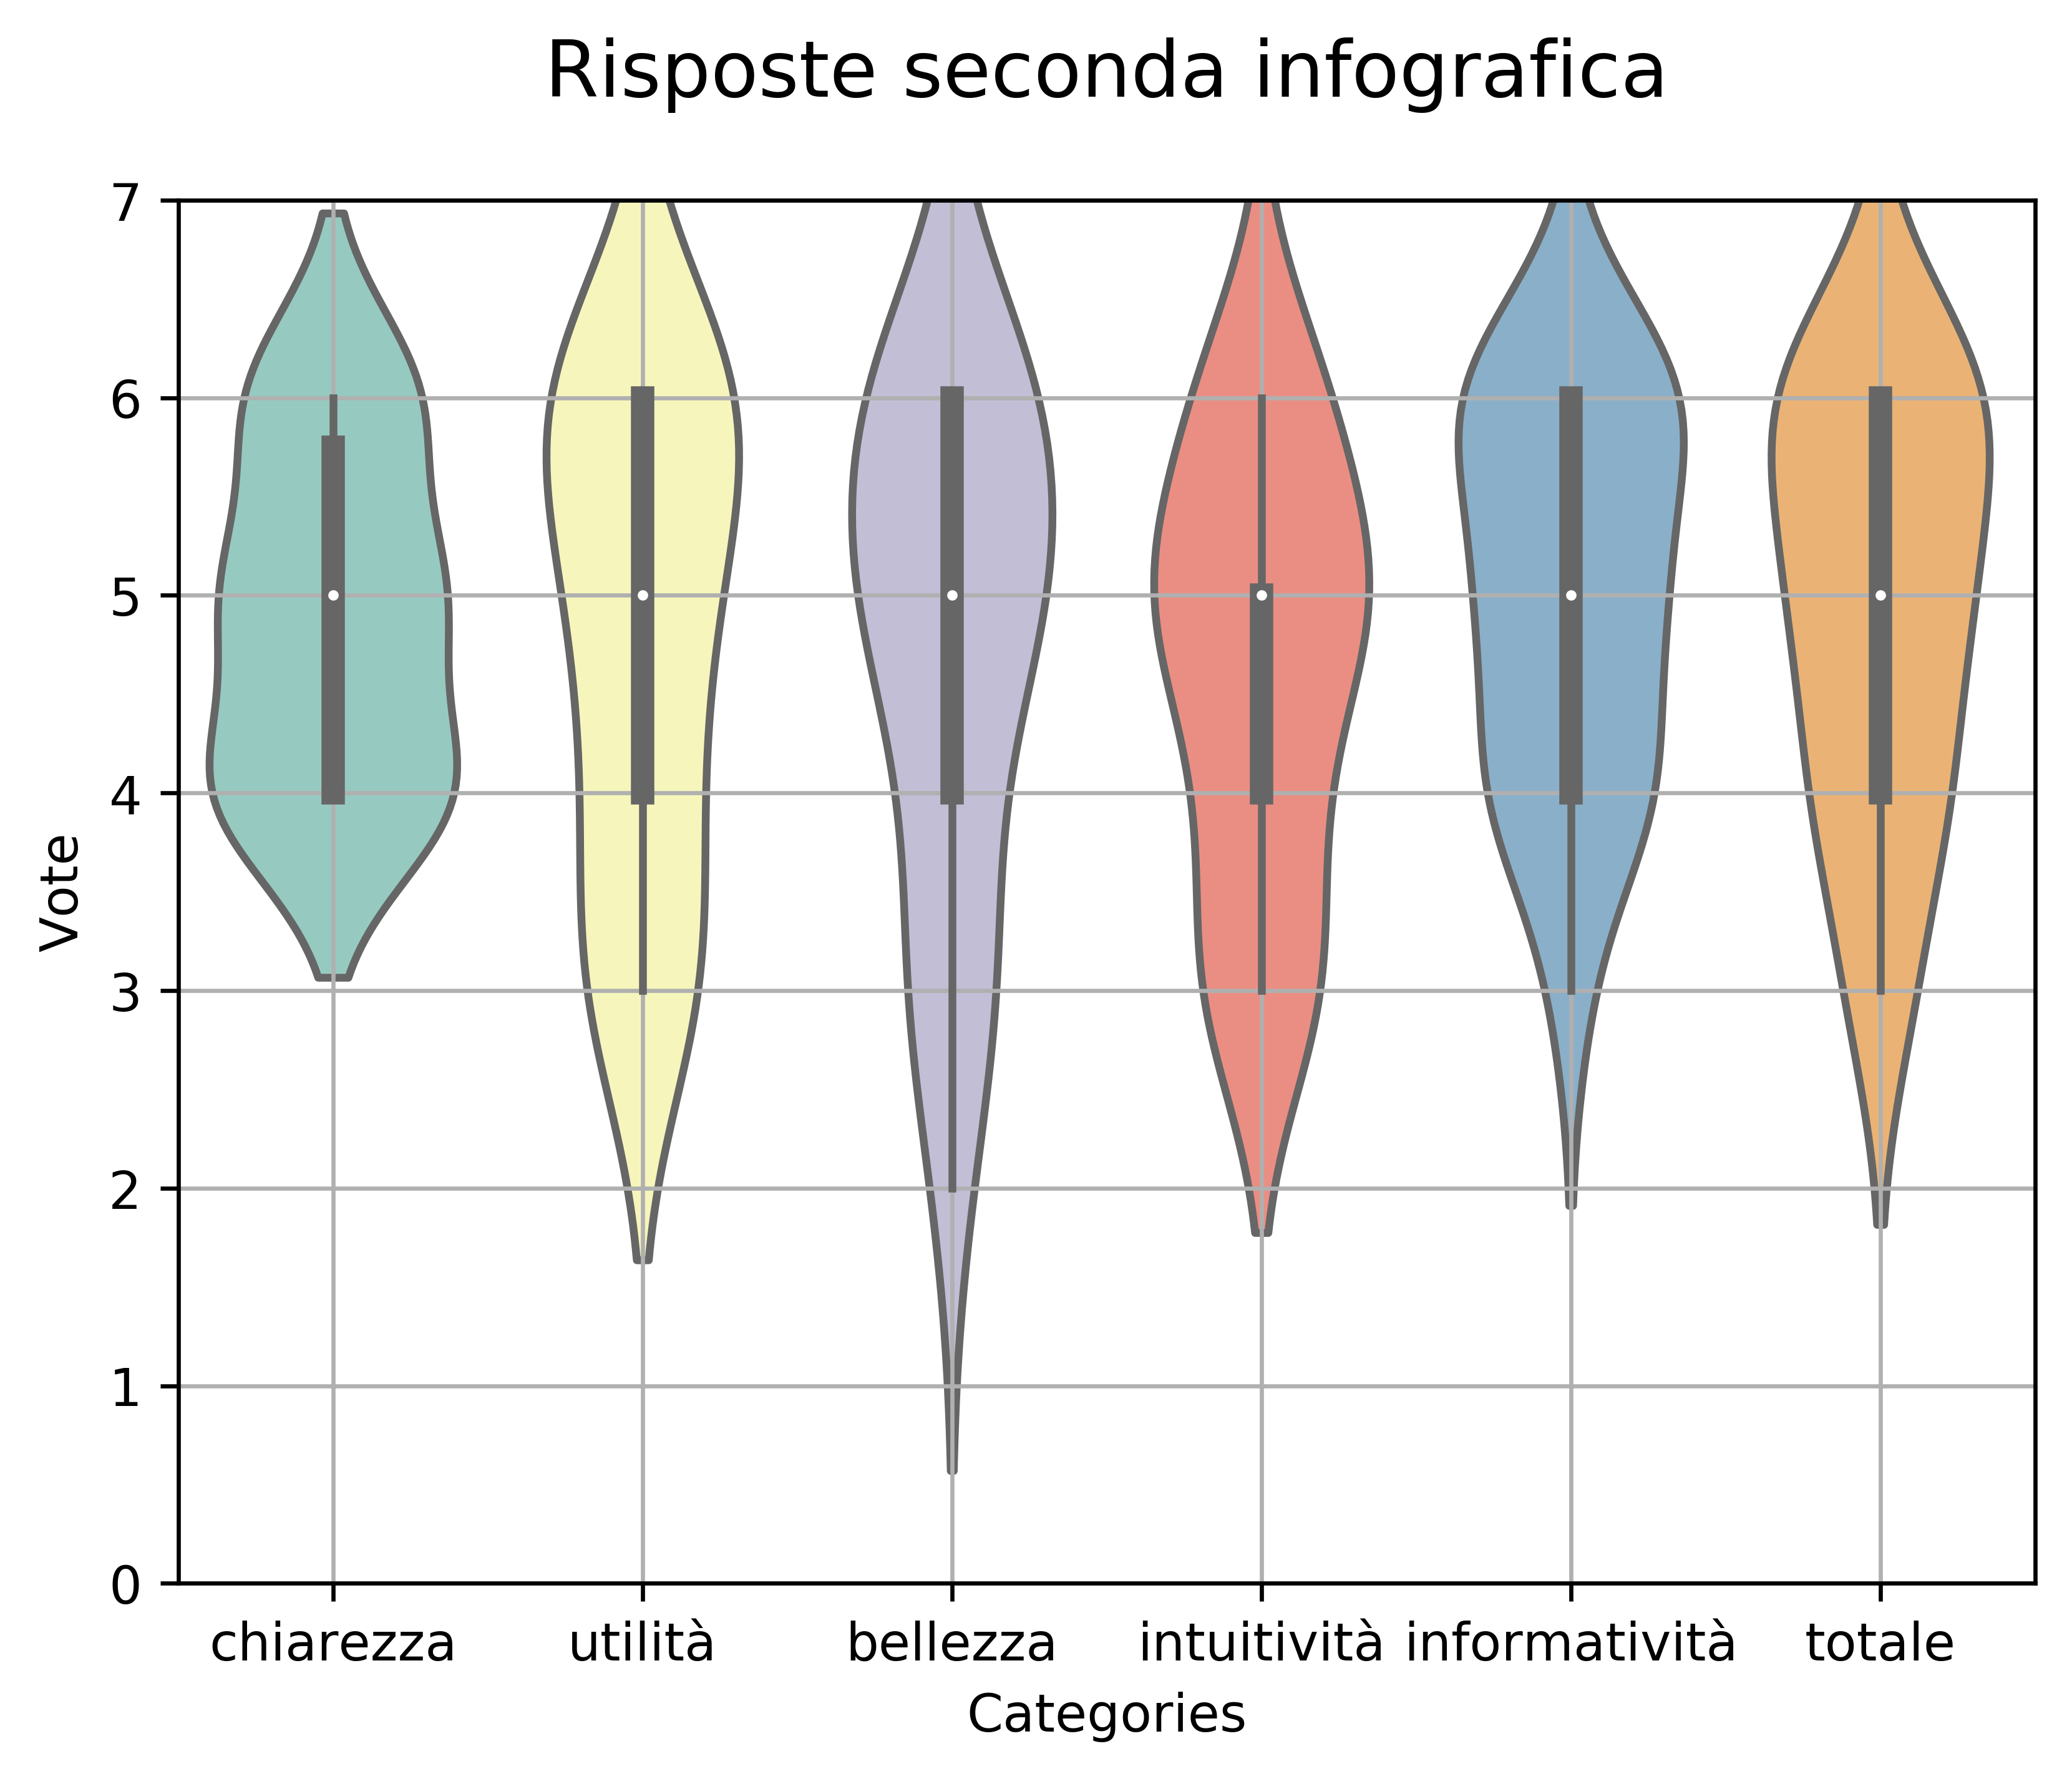 Risposte seconda infografica
7
6
5
4
3
2
1
0
Vote
chiarezza utilità bellezza intuitività informatività totale
Categories